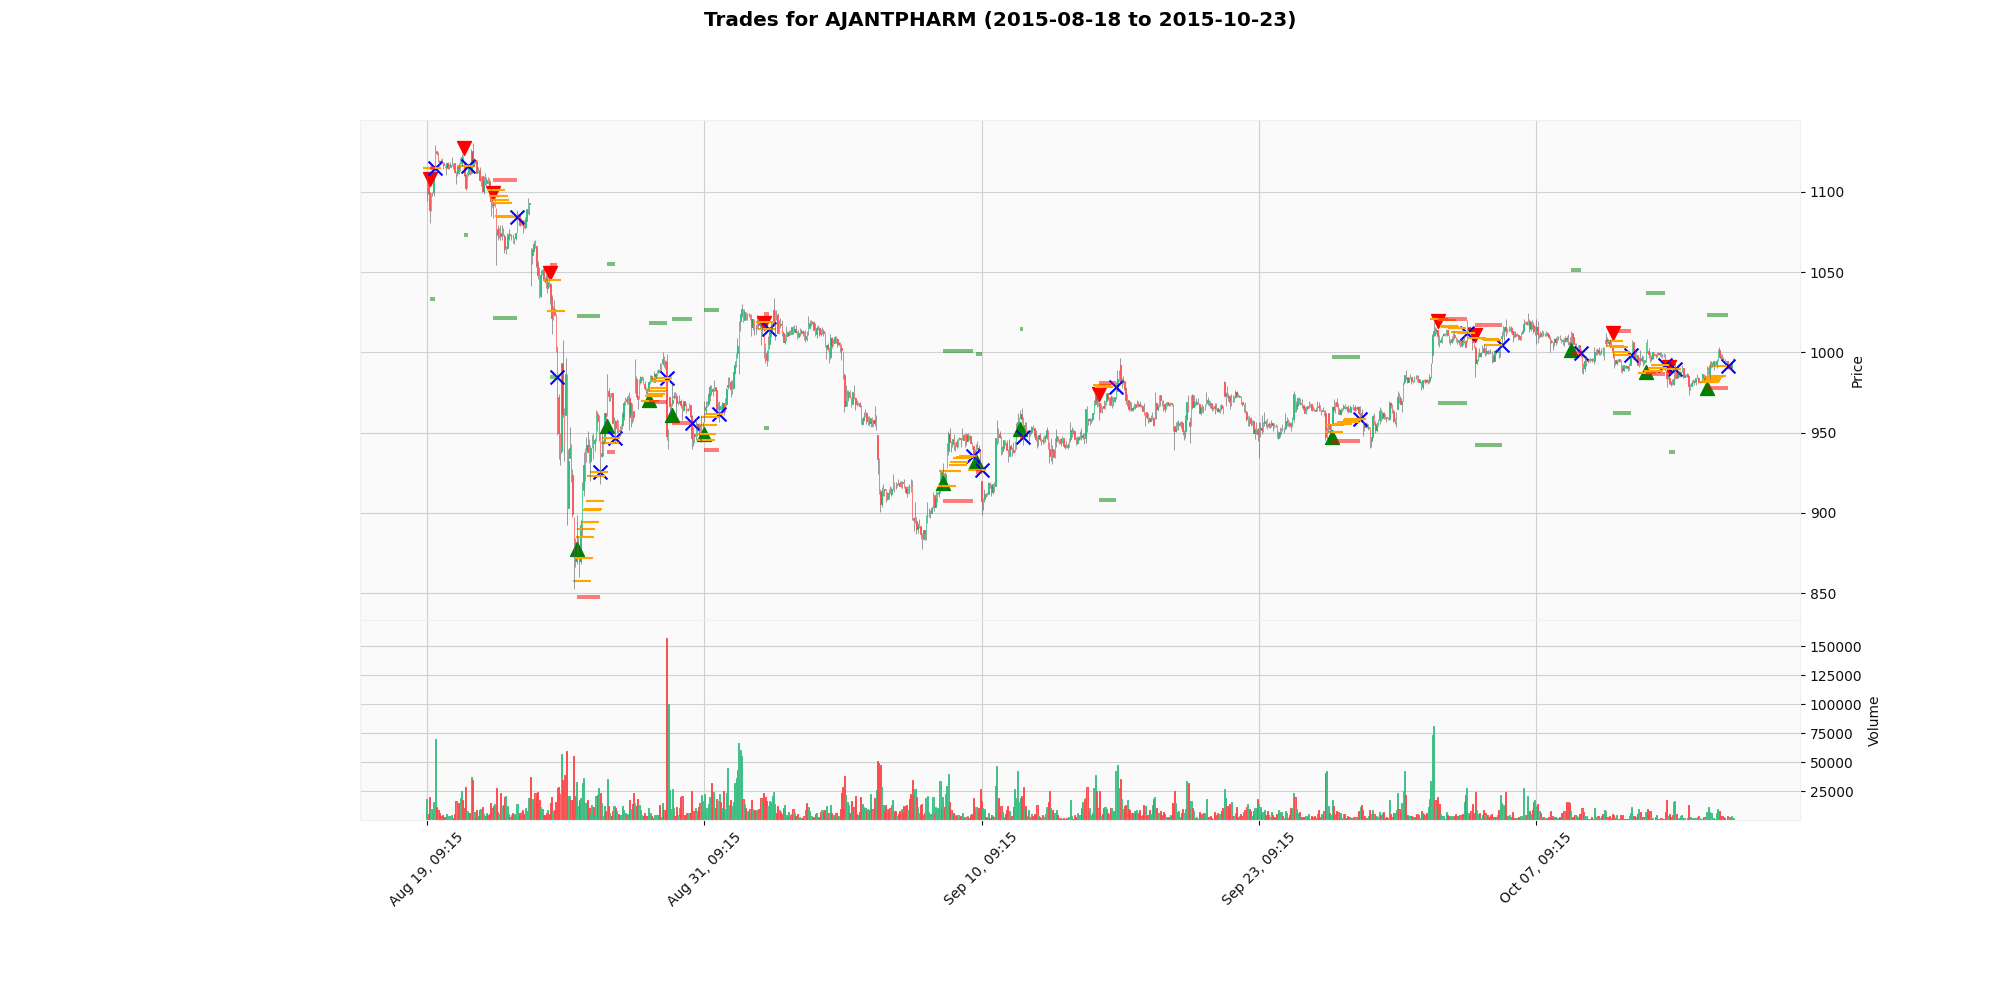 Trades for AJANTPHARM (2015-08-18 to 2015-10-23)
1100
1050
1000
950
900
850
Price
150000
125000
100000
75000
50000
25000
Volume
Aug 19, 09:15
Aug 31, 09:15
Sep 10, 09:15
Sep 23, 09:15
Oct 07, 09:15